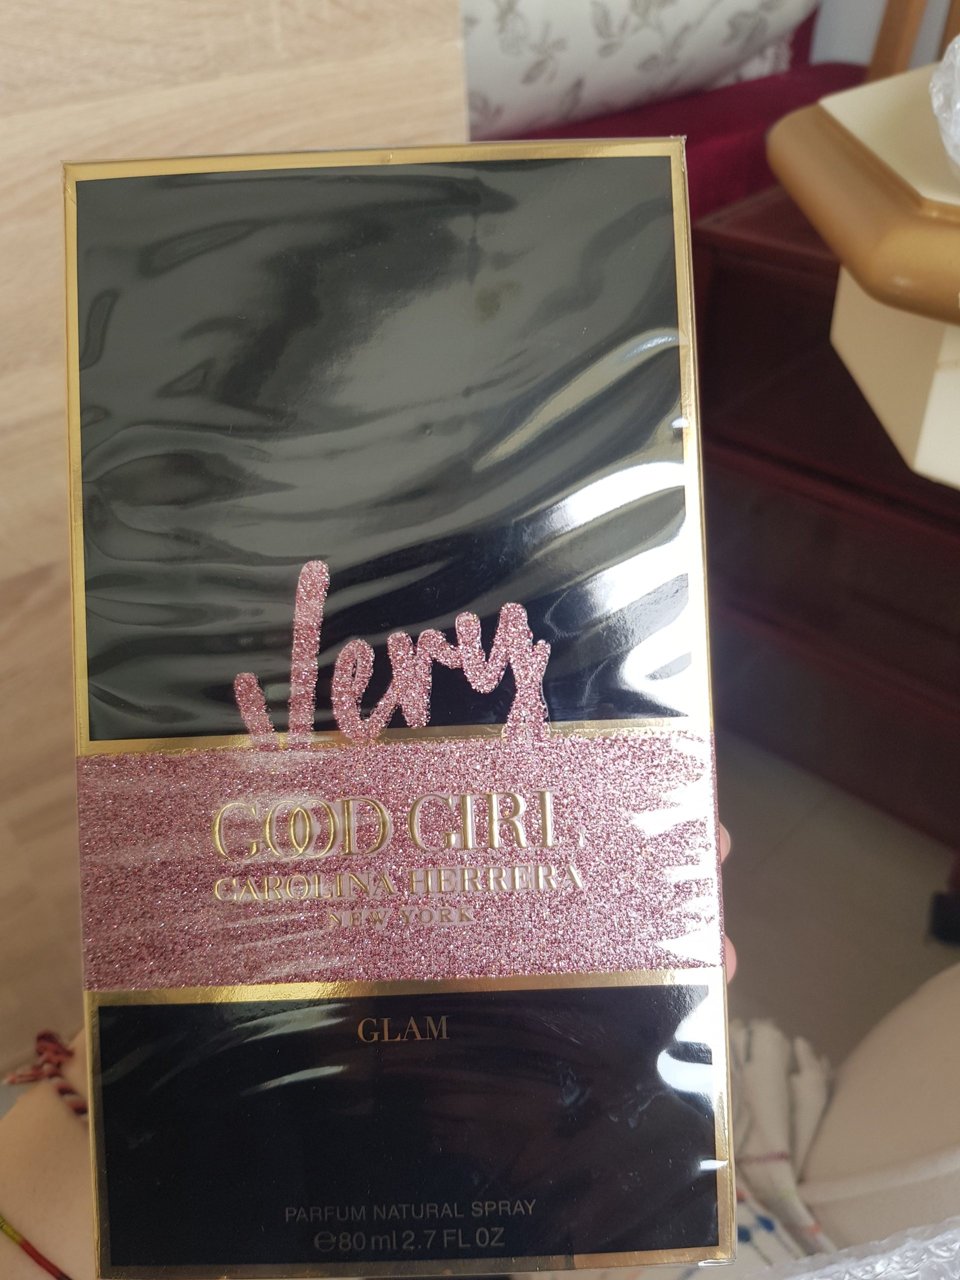 Very
GOOD GIRL
CAROLINA HERRERA
NEW YORK
GLAM
PARFUM NATURAL SPRAY
℮80 ml 2.7 FL OZ